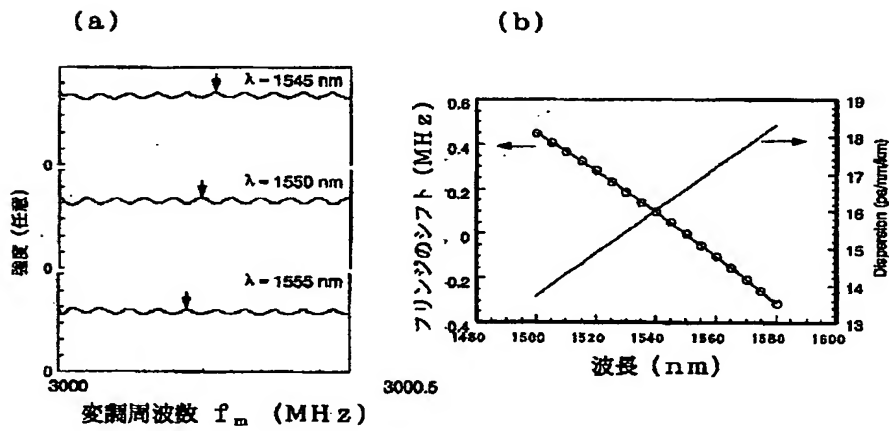 (a)
λ=1545 nm
0
λ=1550 nm
0
λ=1555 nm
0
強度 (任意)
3000
3000.5
変調周波数 fm (MHz)
(b)
0.6
0.4
0.2
0
-0.2
-0.4
フリンジのシフト (MHz)
19
18
17
16
15
14
13
Dispersion (ps/nm/km)
1480
1500
1520
1540
1560
1580
1600
波長 (nm)